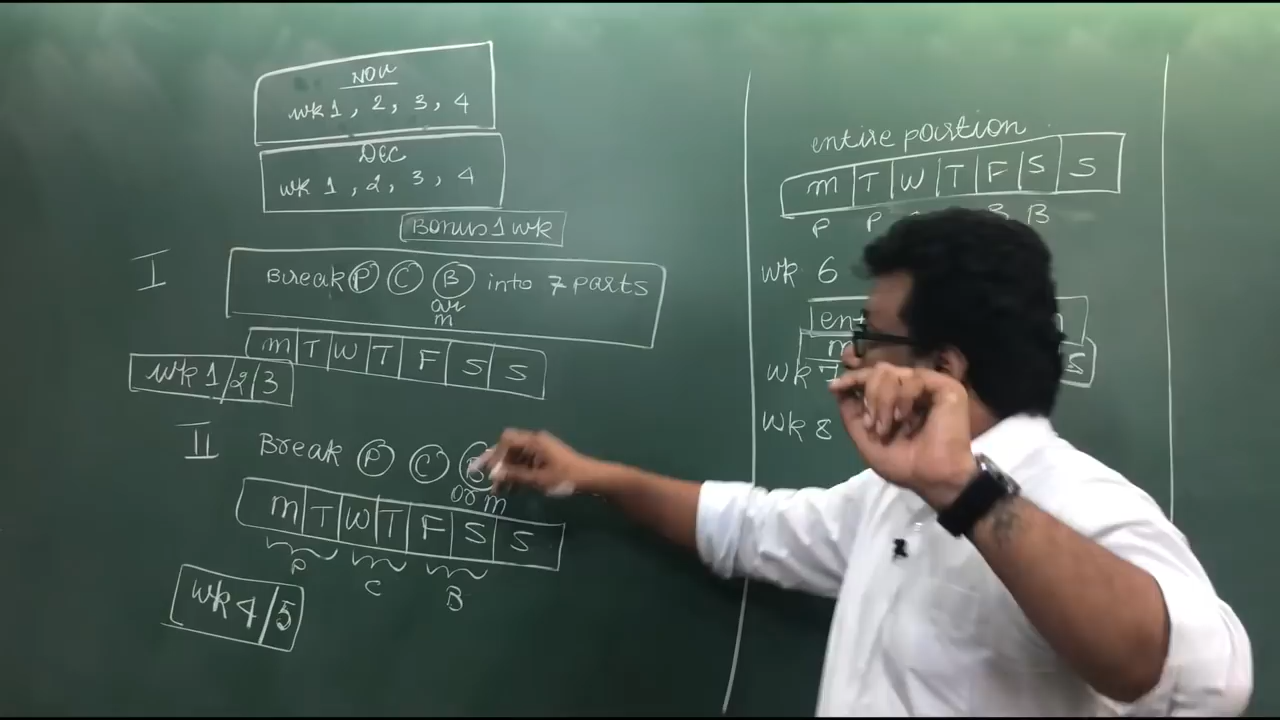 NOV
wk 1, 2, 3, 4
DEC
wk 1, 2, 3, 4
Bonus 1 wk
I
Break P C B into 7 parts
or
m
m T W T F S S
wk 1/2/3
II Break P C B
or m
m T W T F S S
P C B
wk 4/5
entire portion
m T W T F S S
P P B B
wk 6
m
S
wk 7
wk 8